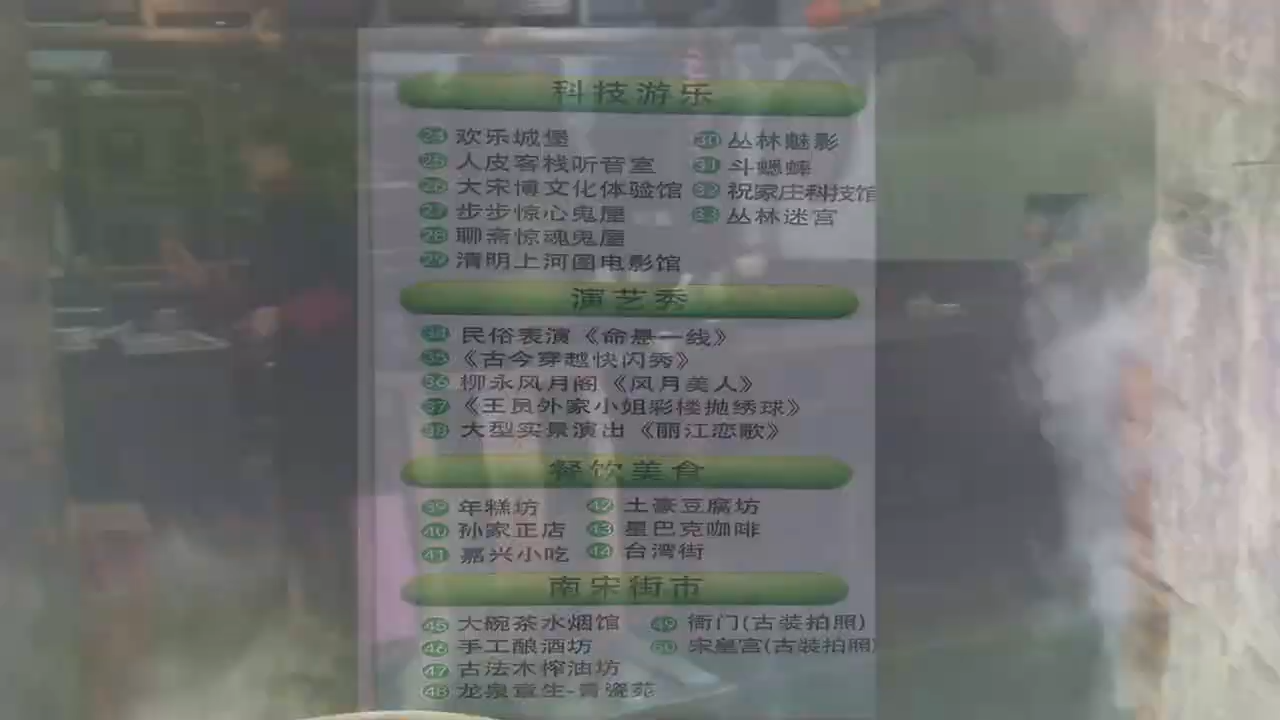 科技游乐
24 欢乐城堡
25 人皮客栈听音室
26 大宋博文化体验馆
27 步步惊心鬼屋
28 聊斋惊魂鬼屋
29 清明上河图电影馆
30 丛林魅影
31 斗蟋蟀
32 祝家庄科技馆
33 丛林迷宫
演艺秀
34 民俗表演《命悬一线》
35 《古今穿越快闪秀》
36 柳永风月阁《风月美人》
37 《王员外家小姐彩楼抛绣球》
38 大型实景演出《丽江恋歌》
餐饮美食
39 年糕坊
40 孙家正店
41 嘉兴小吃
42 土豪豆腐坊
43 星巴克咖啡
44 台湾街
南宋街市
45 大碗茶水烟馆
46 手工酿酒坊
47 古法木榨油坊
48 龙泉章生-青瓷苑
49 衙门(古装拍照)
50 宋皇宫(古装拍照)